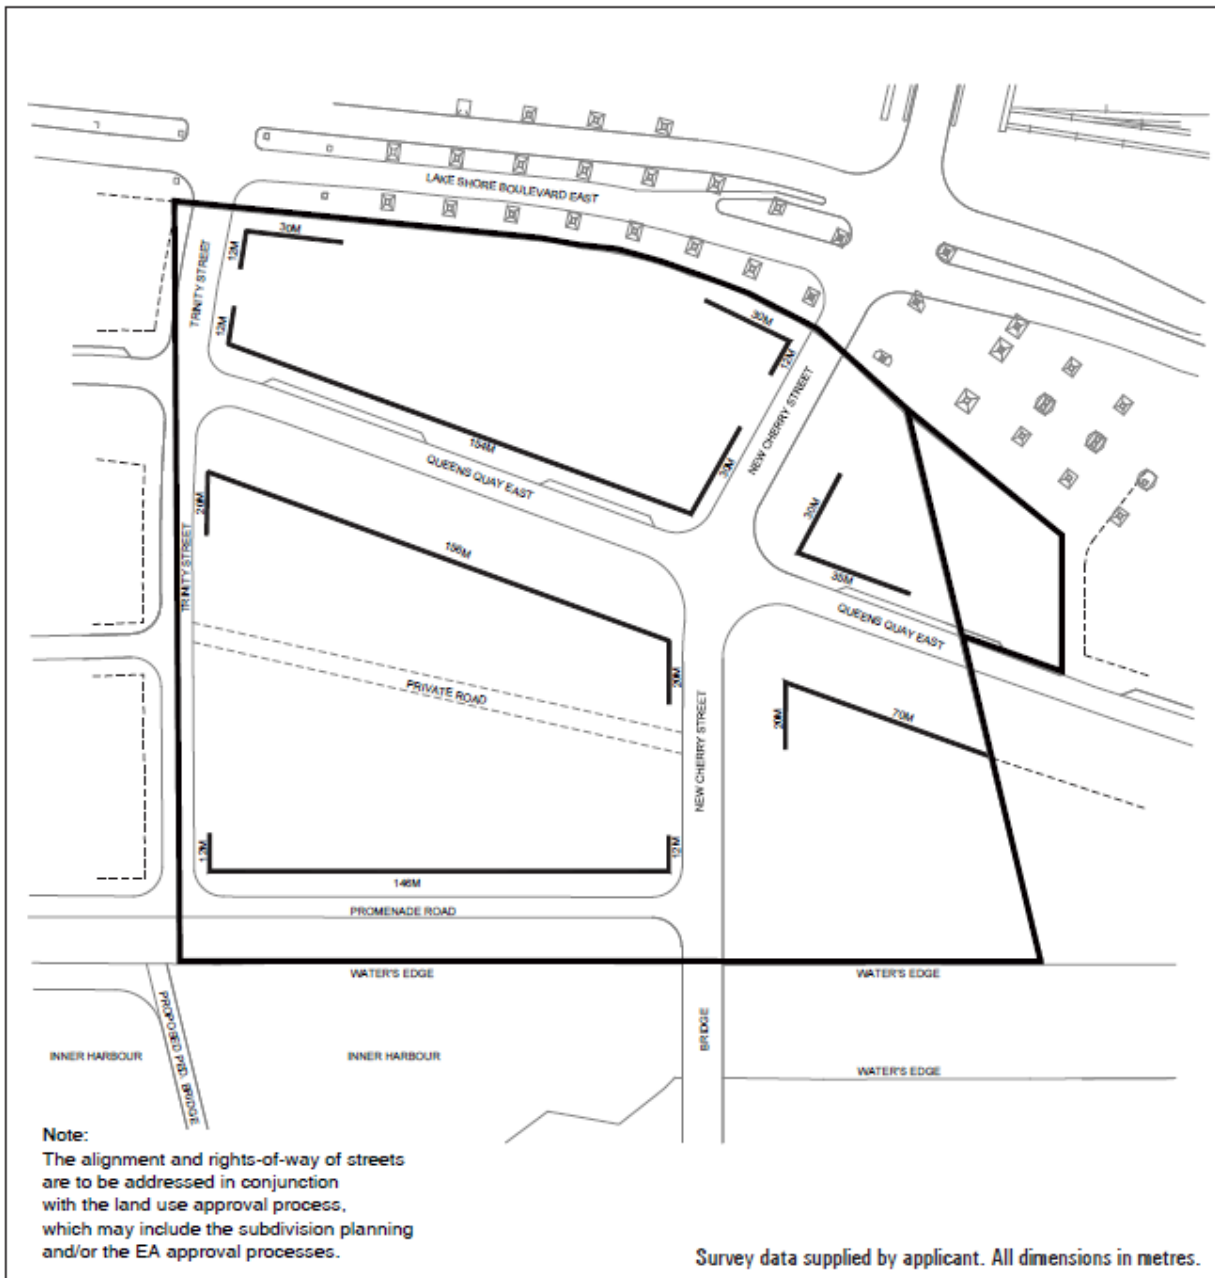 LAKE SHORE BOULEVARD EAST
30M
12M
TRINITY STREET
12M
30M
12M
NEW CHERRY STREET
154M
30M
QUEENS QUAY EAST
20M
156M
30M
35M
TRINITY STREET
QUEENS QUAY EAST
PRIVATE ROAD
20M
NEW CHERRY STREET
20M
70M
12M
12M
146M
PROMENADE ROAD
WATER'S EDGE
WATER'S EDGE
PROPOSED PED. BRIDGE
BRIDGE
INNER HARBOUR
INNER HARBOUR
WATER'S EDGE
Note:
The alignment and rights-of-way of streets
are to be addressed in conjunction
with the land use approval process,
which may include the subdivision planning
and/or the EA approval processes.
Survey data supplied by applicant. All dimensions in metres.